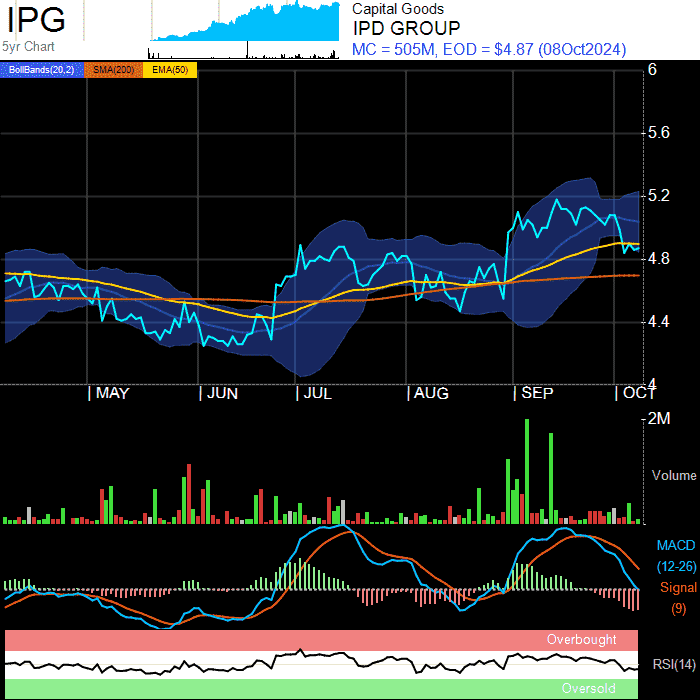 IPG
5yr Chart
Capital Goods
IPD GROUP
MC = 505M, EOD = $4.87 (08Oct2024)
BollBands(20,2) SMA(200) EMA(50)
6
5.6
5.2
4.8
4.4
4
| MAY | JUN | JUL | AUG | SEP | OCT
2M
Volume
MACD
(12-26)
Signal
(9)
Overbought
RSI(14)
Oversold